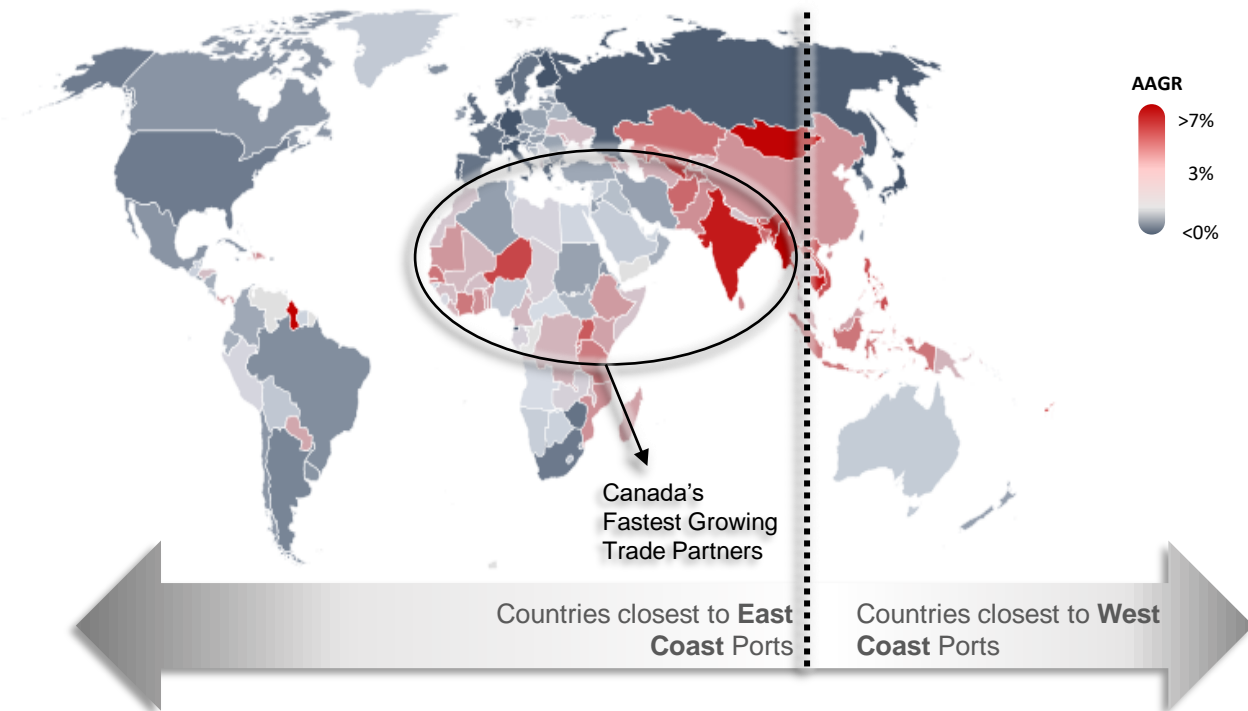 AAGR
>7%
3%
<0%
Canada's
Fastest Growing
Trade Partners
Countries closest to East
Coast Ports
Countries closest to West
Coast Ports